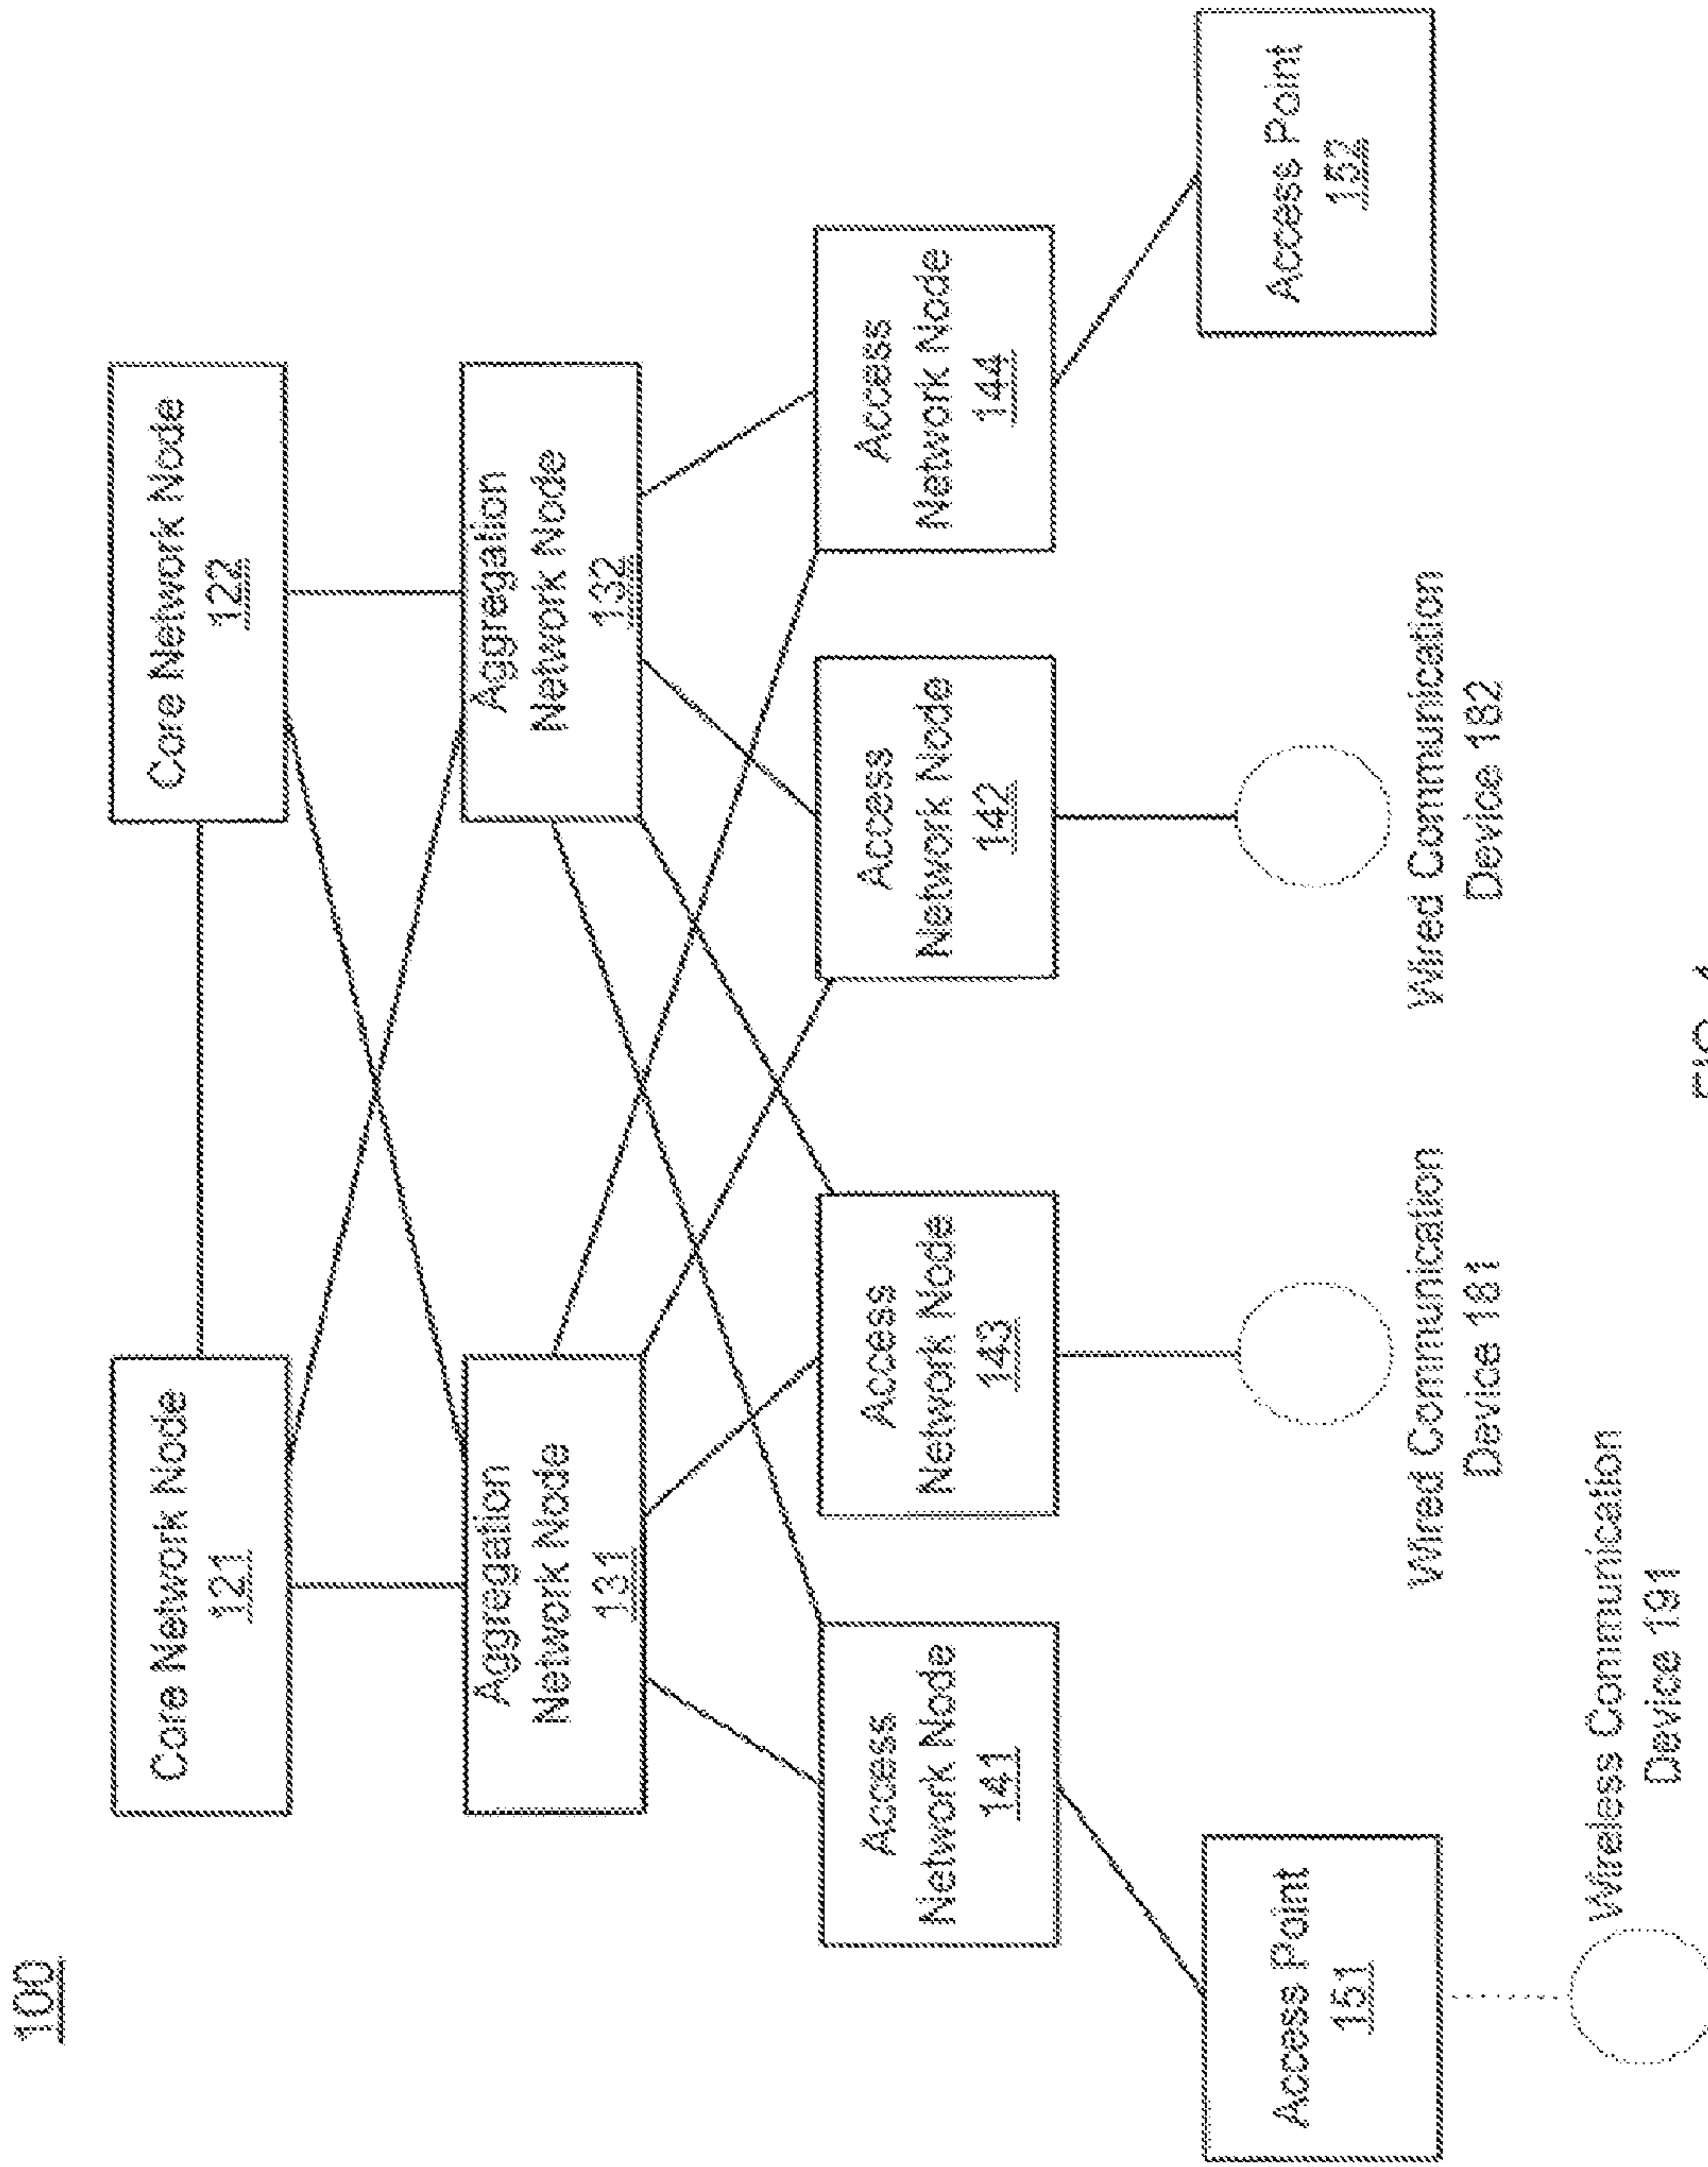 100
Core Network Node
121
Core Network Node
122
Aggregation
Network Node
131
Aggregation
Network Node
132
Access
Network Node
141
Access
Network Node
143
Access
Network Node
142
Access
Network Node
144
Access Point
151
Access Point
152
Wired Communication
Device 181
Wired Communication
Device 182
Wireless Communication
Device 191
FIG.